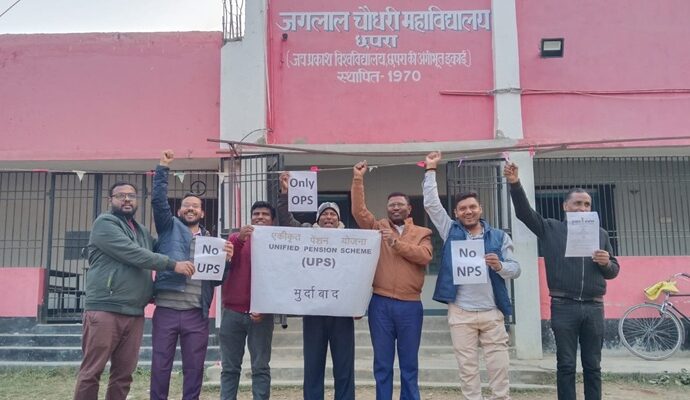 जगलाल चौधरी महाविद्यालय
छपरा
(जय प्रकाश विश्वविद्यालय, छपरा की अंगीभूत इकाई)
स्थापित- 1970
Only
OPS
No
UPS
एकीकृत पेंशन योजना
UNIFIED PENSION SCHEME
(UPS)
मुर्दाबाद
No
NPS